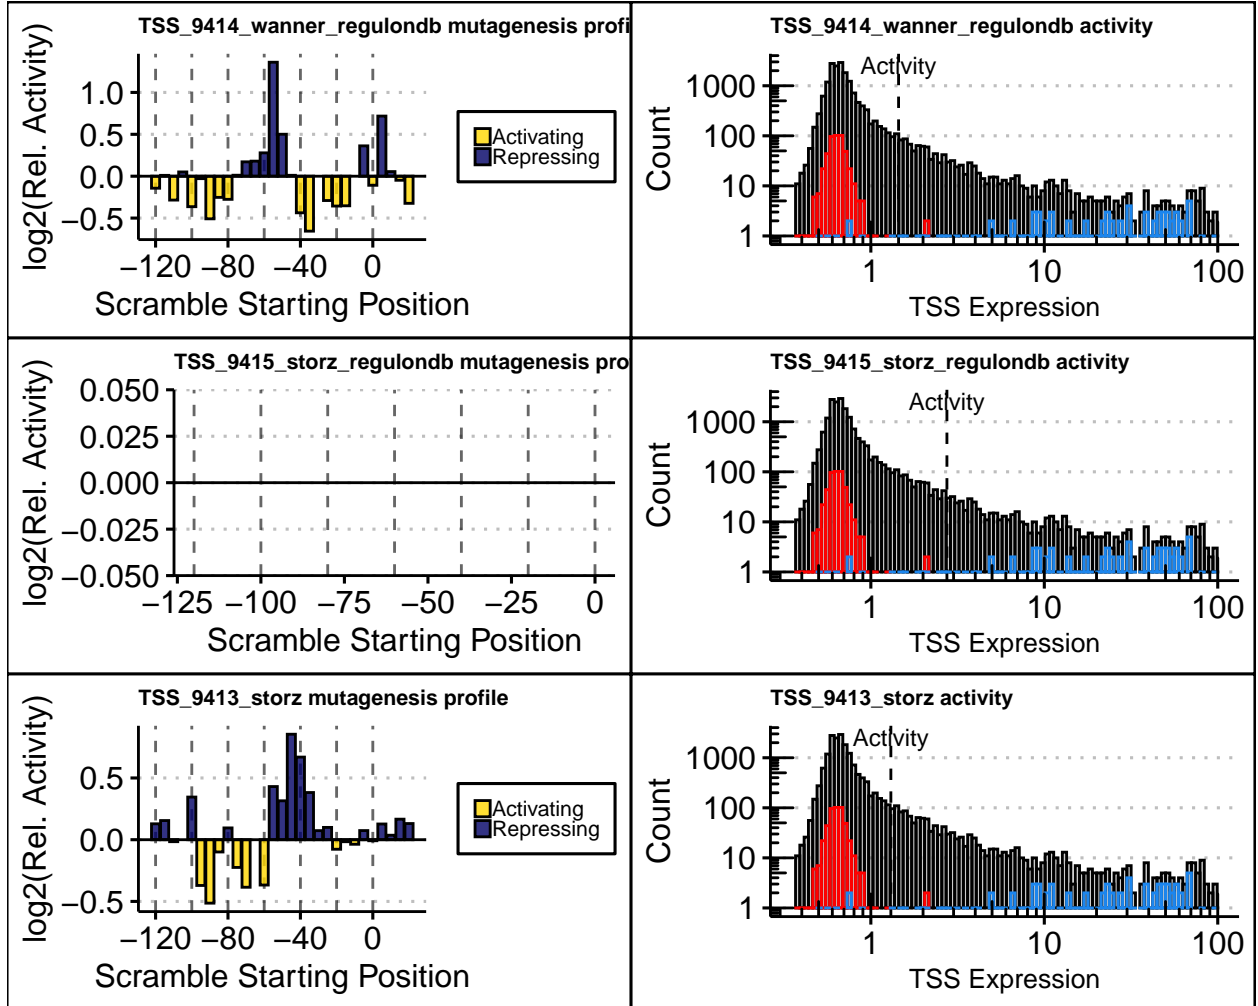 TSS_9414_wanner_regulondb mutagenesis profi
log2(Rel. Activity)
1.0
0.5
0.0
−0.5
−120 −80 −40 0
Scramble Starting Position
Activating
Repressing
TSS_9414_wanner_regulondb activity
Activity
Count
1000
100
10
1
1 10 100
TSS Expression
TSS_9415_storz_regulondb mutagenesis pro
log2(Rel. Activity)
0.050
0.025
0.000
−0.025
−0.050
−125 −100 −75 −50 −25 0
Scramble Starting Position
TSS_9415_storz_regulondb activity
Activity
Count
1000
100
10
1
1 10 100
TSS Expression
TSS_9413_storz mutagenesis profile
log2(Rel. Activity)
0.5
0.0
−0.5
−120 −80 −40 0
Scramble Starting Position
Activating
Repressing
TSS_9413_storz activity
Activity
Count
1000
100
10
1
1 10 100
TSS Expression